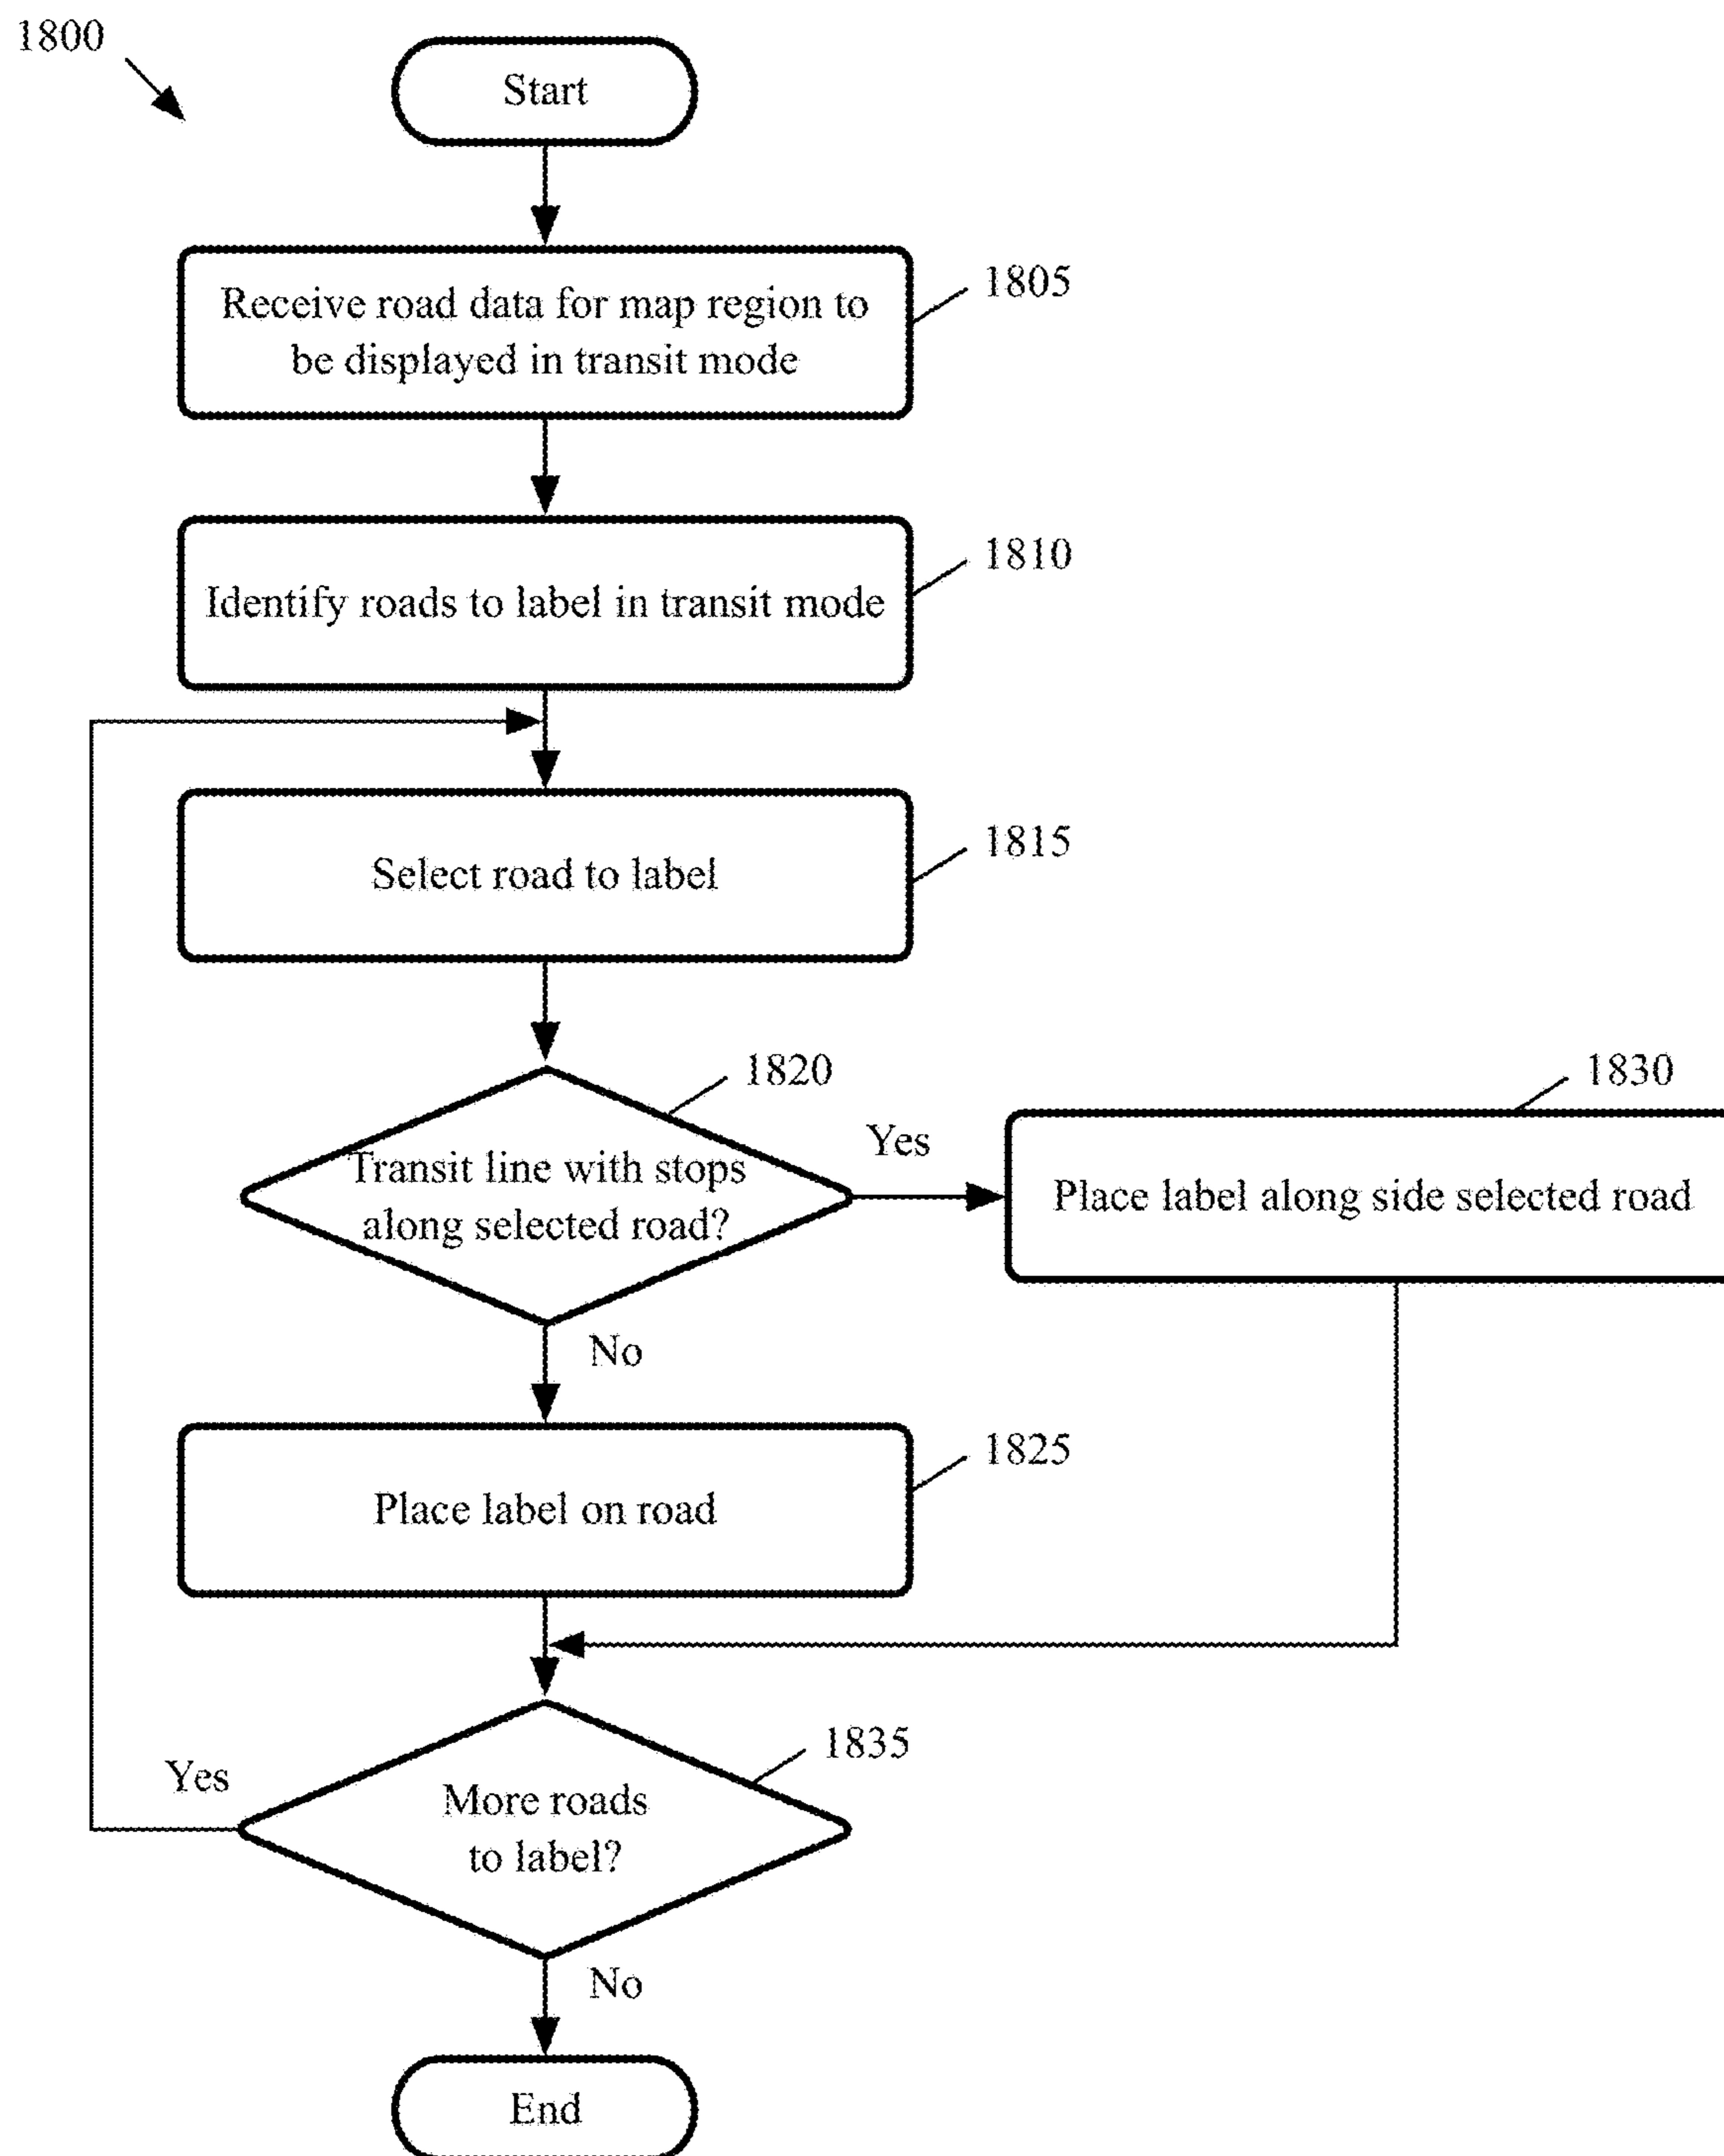 1800
Start
Receive road data for map region to
be displayed in transit mode
1805
Identify roads to label in transit mode
1810
Select road to label
1815
Transit line with stops
along selected road?
1820
Yes
Place label along side selected road
1830
No
Place label on road
1825
More roads
to label?
1835
Yes
No
End